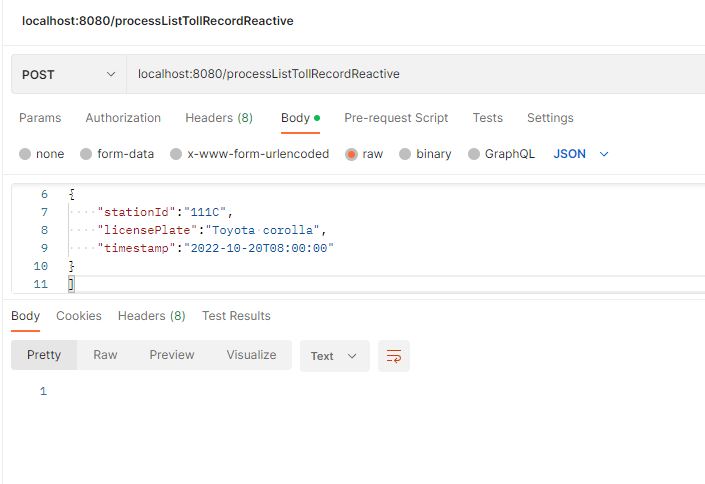 localhost:8080/processListTollRecordReactive
POST localhost:8080/processListTollRecordReactive
Params Authorization Headers (8) Body Pre-request Script Tests Settings
none form-data x-www-form-urlencoded raw binary GraphQL JSON
6 {
7 "stationId":"111C",
8 "licensePlate":"Toyota corolla",
9 "timestamp":"2022-10-20T08:00:00"
10 }
11 ]
Body Cookies Headers (8) Test Results
Pretty Raw Preview Visualize Text
1